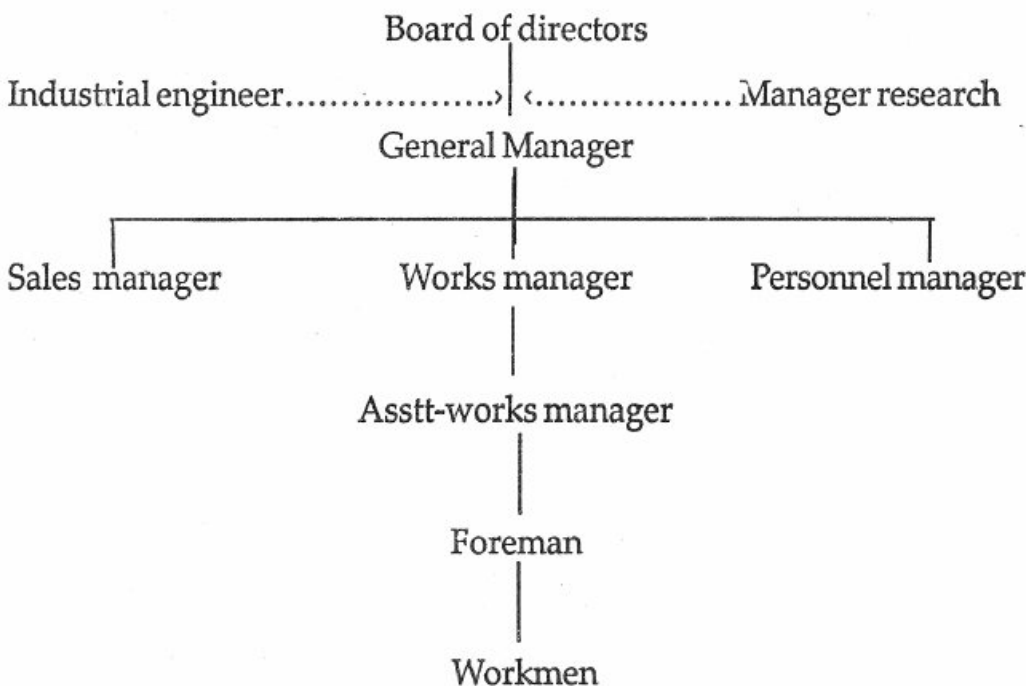 Board of directors
Industrial engineer....................> <................... Manager research
General Manager
Sales manager Works manager Personnel manager
Asstt-works manager
Foreman
Workmen